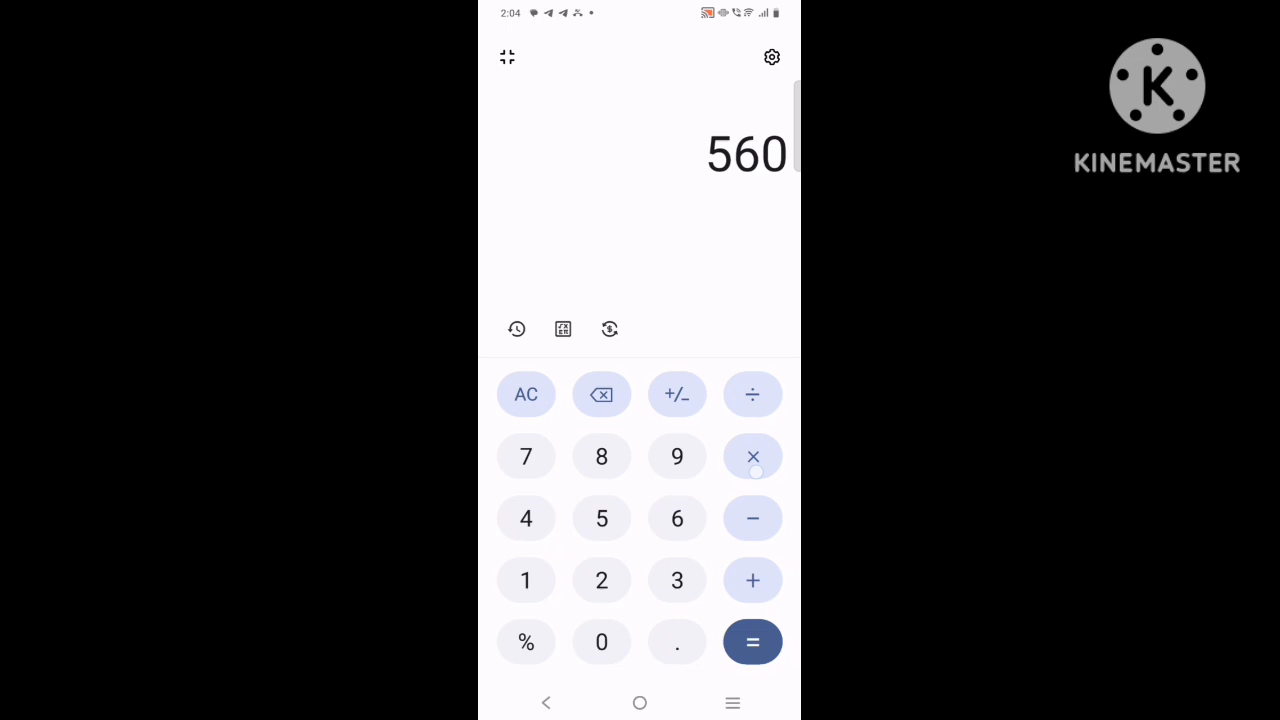 2:04
K
KINEMASTER
560
AC +/_ ÷
7 8 9 ×
4 5 6 −
1 2 3 +
% 0 . =